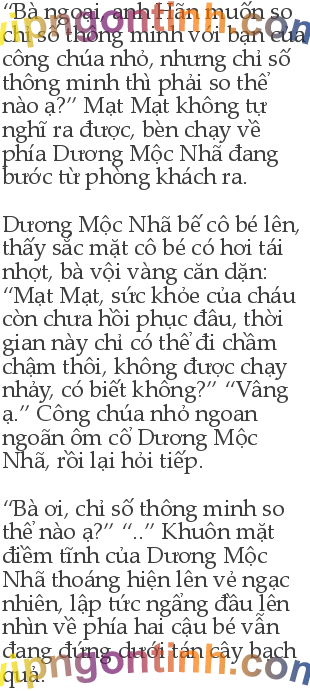 “Bà ngoại, anh Hàn muốn so
chỉ số thông minh với bạn của
công chúa nhỏ, nhưng chỉ số
thông minh thì phải so thể
nào ạ?” Mạt Mạt không tự
nghĩ ra được, bèn chạy về
phía Dương Mộc Nhã đang
bước từ phòng khách ra.
Dương Mộc Nhã bế cô bé lên,
thấy sắc mặt cô bé có hơi tái
nhợt, bà vội vàng căn dặn:
“Mạt Mạt, sức khỏe của cháu
còn chưa hồi phục đâu, thời
gian này chỉ có thể đi chầm
chậm thôi, không được chạy
nhảy, có biết không?” “Vâng
ạ.” Công chúa nhỏ ngoan
ngoãn ôm cổ Dương Mộc
Nhã, rồi lại hỏi tiếp.
“Bà ơi, chỉ số thông minh so
thể nào ạ?” “..” Khuôn mặt
điềm tĩnh của Dương Mộc
Nhã thoáng hiện lên vẻ ngạc
nhiên, lập tức ngẩng đầu lên
nhìn về phía hai cậu bé vẫn
đang đứng dưới tán cây bạch
quả.
vipngontinh.com
vipngontinh.com